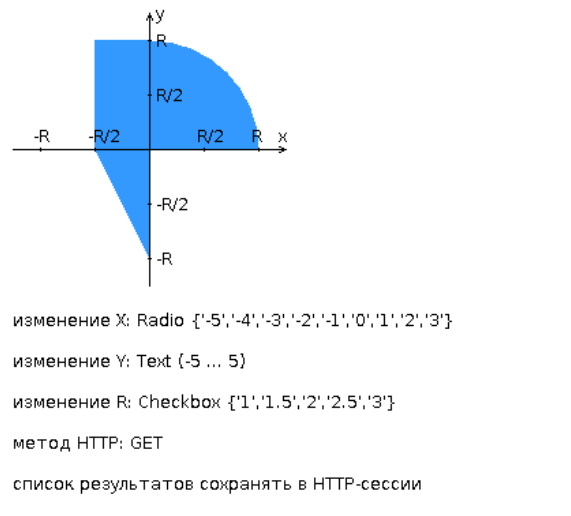 y
R
R/2
-R
-R/2
R/2
R
x
-R/2
-R
изменение X: Radio {'-5','-4','-3','-2','-1','0','1','2','3'}
изменение Y: Text (-5 ... 5)
изменение R: Checkbox {'1','1.5','2','2.5','3'}
метод HTTP: GET
список результатов сохранять в HTTP-сессии